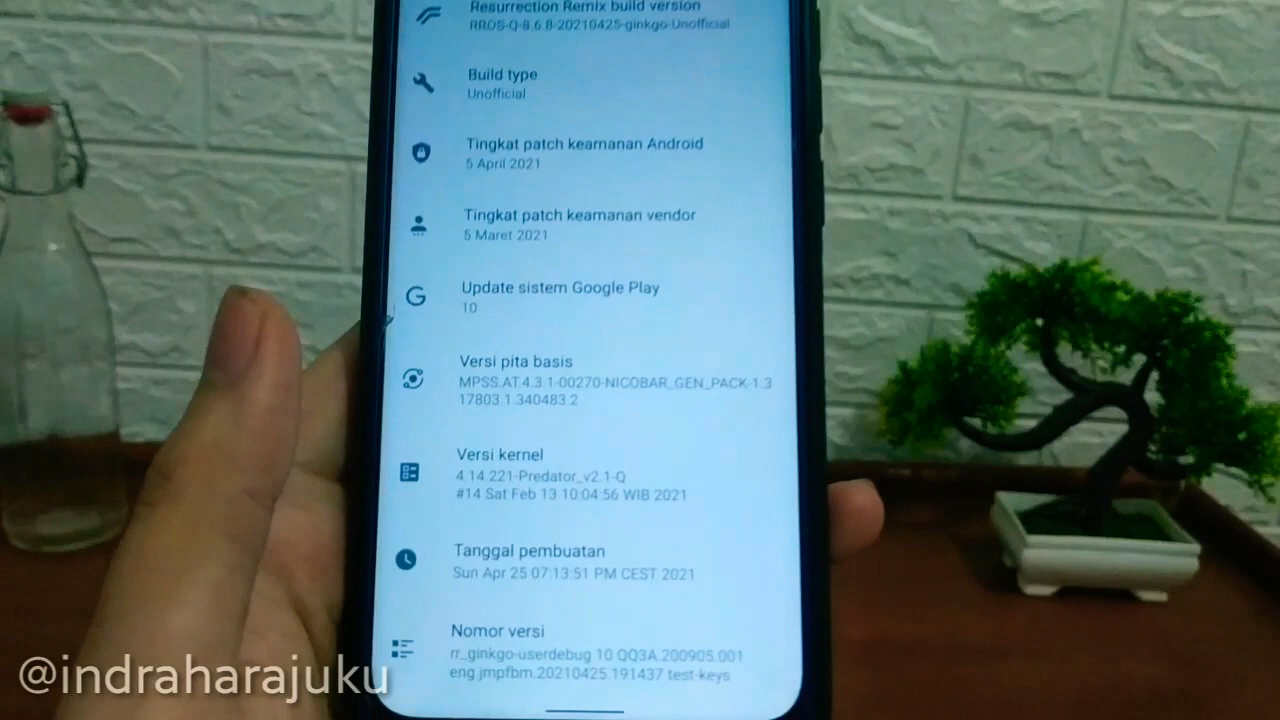 Resurrection Remix build version
RROS-Q-8.6.8-20210425-ginkgo-Unofficial
Build type
Unofficial
Tingkat patch keamanan Android
5 April 2021
Tingkat patch keamanan vendor
5 Maret 2021
Update sistem Google Play
10
Versi pita basis
MPSS.AT.4.3.1-00270-NICOBAR_GEN_PACK-1.3
17803.1.340483.2
Versi kernel
4.14.221-Predator_v2.1-Q
#14 Sat Feb 13 10:04:56 WIB 2021
Tanggal pembuatan
Sun Apr 25 07:13:51 PM CEST 2021
Nomor versi
rr_ginkgo-userdebug 10 QQ3A.200905.001
eng.jmpfbm.20210425.191437 test-keys
@indraharajuku